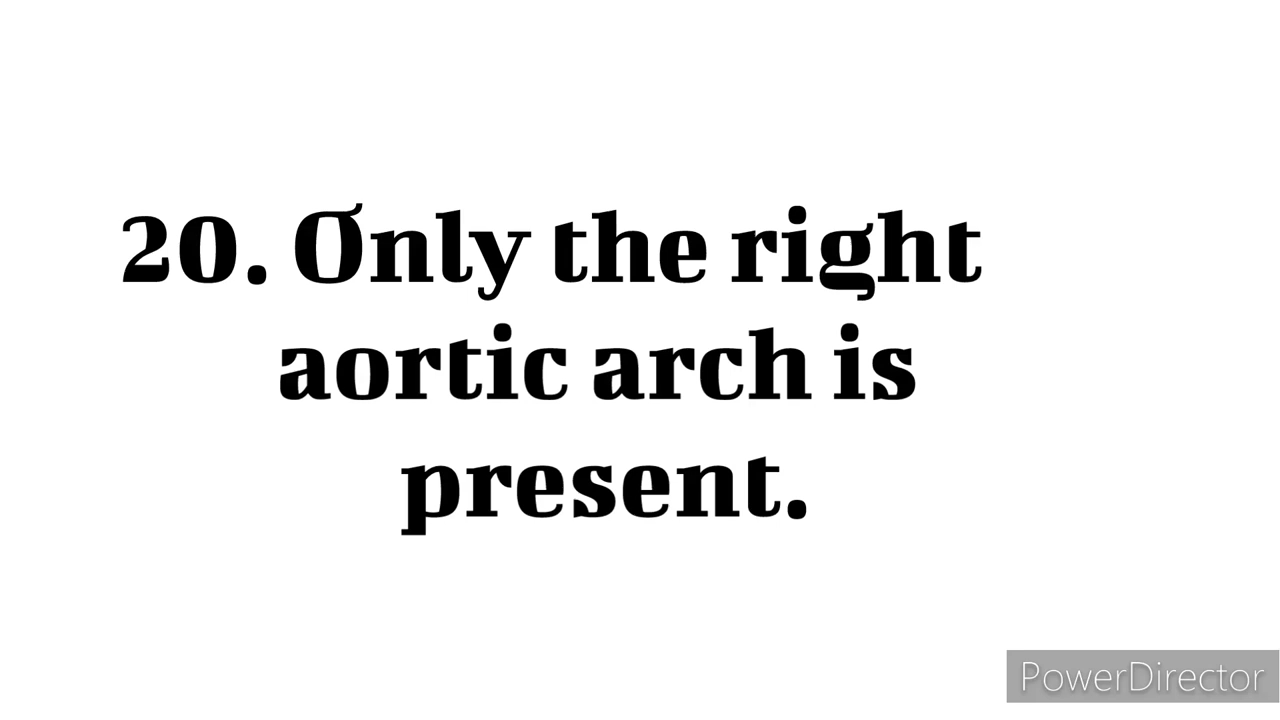 20. Only the right
aortic arch is
present.
PowerDirector